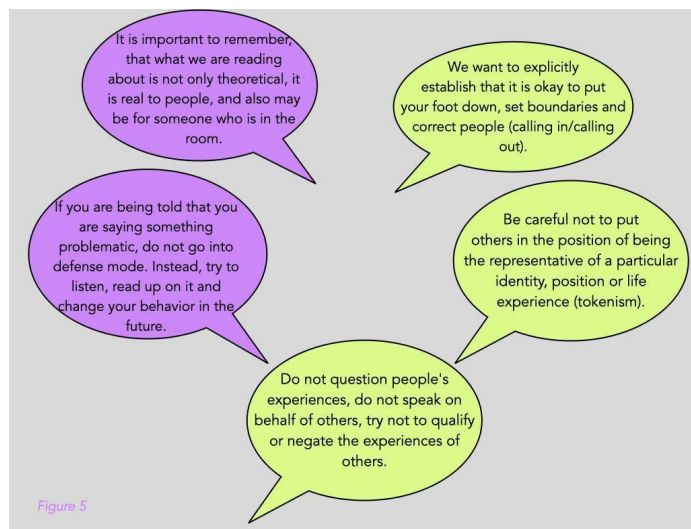 It is important to remember,
that what we are reading
about is not only theoretical, it
is real to people, and also may
be for someone who is in the
room.
We want to explicitly
establish that it is okay to put
your foot down, set boundaries and
correct people (calling in/calling
out).
If you are being told that you
are saying something
problematic, do not go into
defense mode. Instead, try to
listen, read up on it and
change your behavior in the
future.
Be careful not to put
others in the position of being
the representative of a particular
identity, position or life
experience (tokenism).
Do not question people's
experiences, do not speak on
behalf of others, try not to qualify
or negate the experiences of
others.
Figure 5